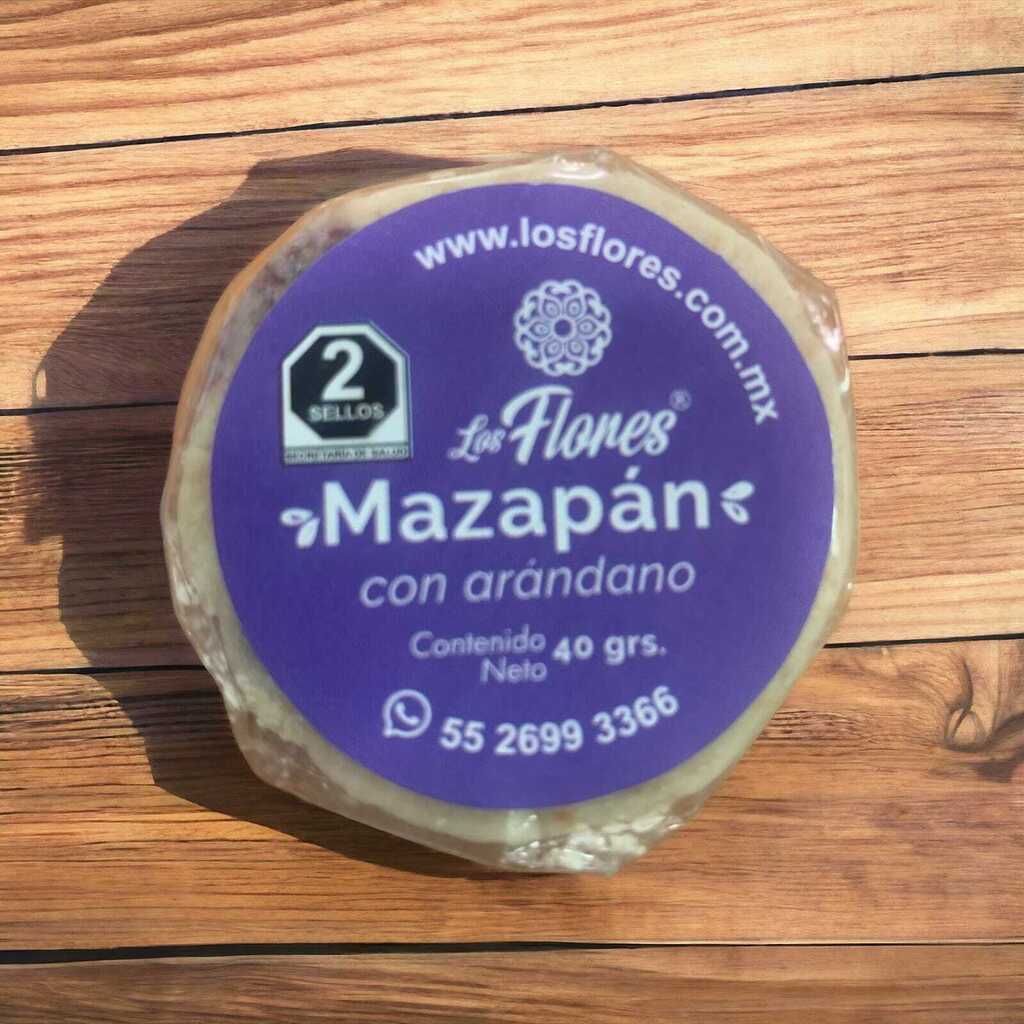 www.losflores.com.mx
2
SELLOS
SECRETARÍA DE SALUD
Los Flores®
Mazapán
con arándano
Contenido Neto 40 grs.
55 2699 3366